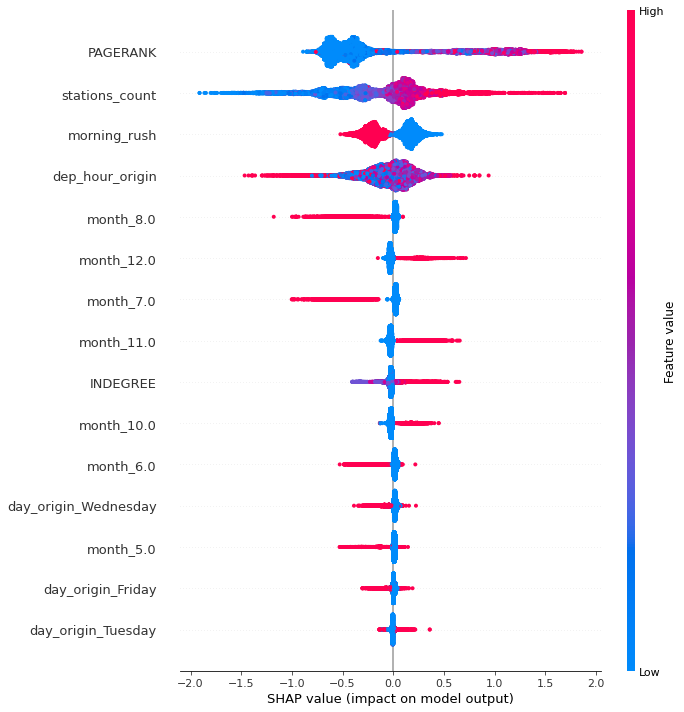 High
PAGERANK
stations_count
morning_rush
dep_hour_origin
month_8.0
month_12.0
month_7.0
month_11.0
INDEGREE
month_10.0
month_6.0
day_origin_Wednesday
month_5.0
day_origin_Friday
day_origin_Tuesday
Feature value
Low
−2.0 −1.5 −1.0 −0.5 0.0 0.5 1.0 1.5 2.0
SHAP value (impact on model output)